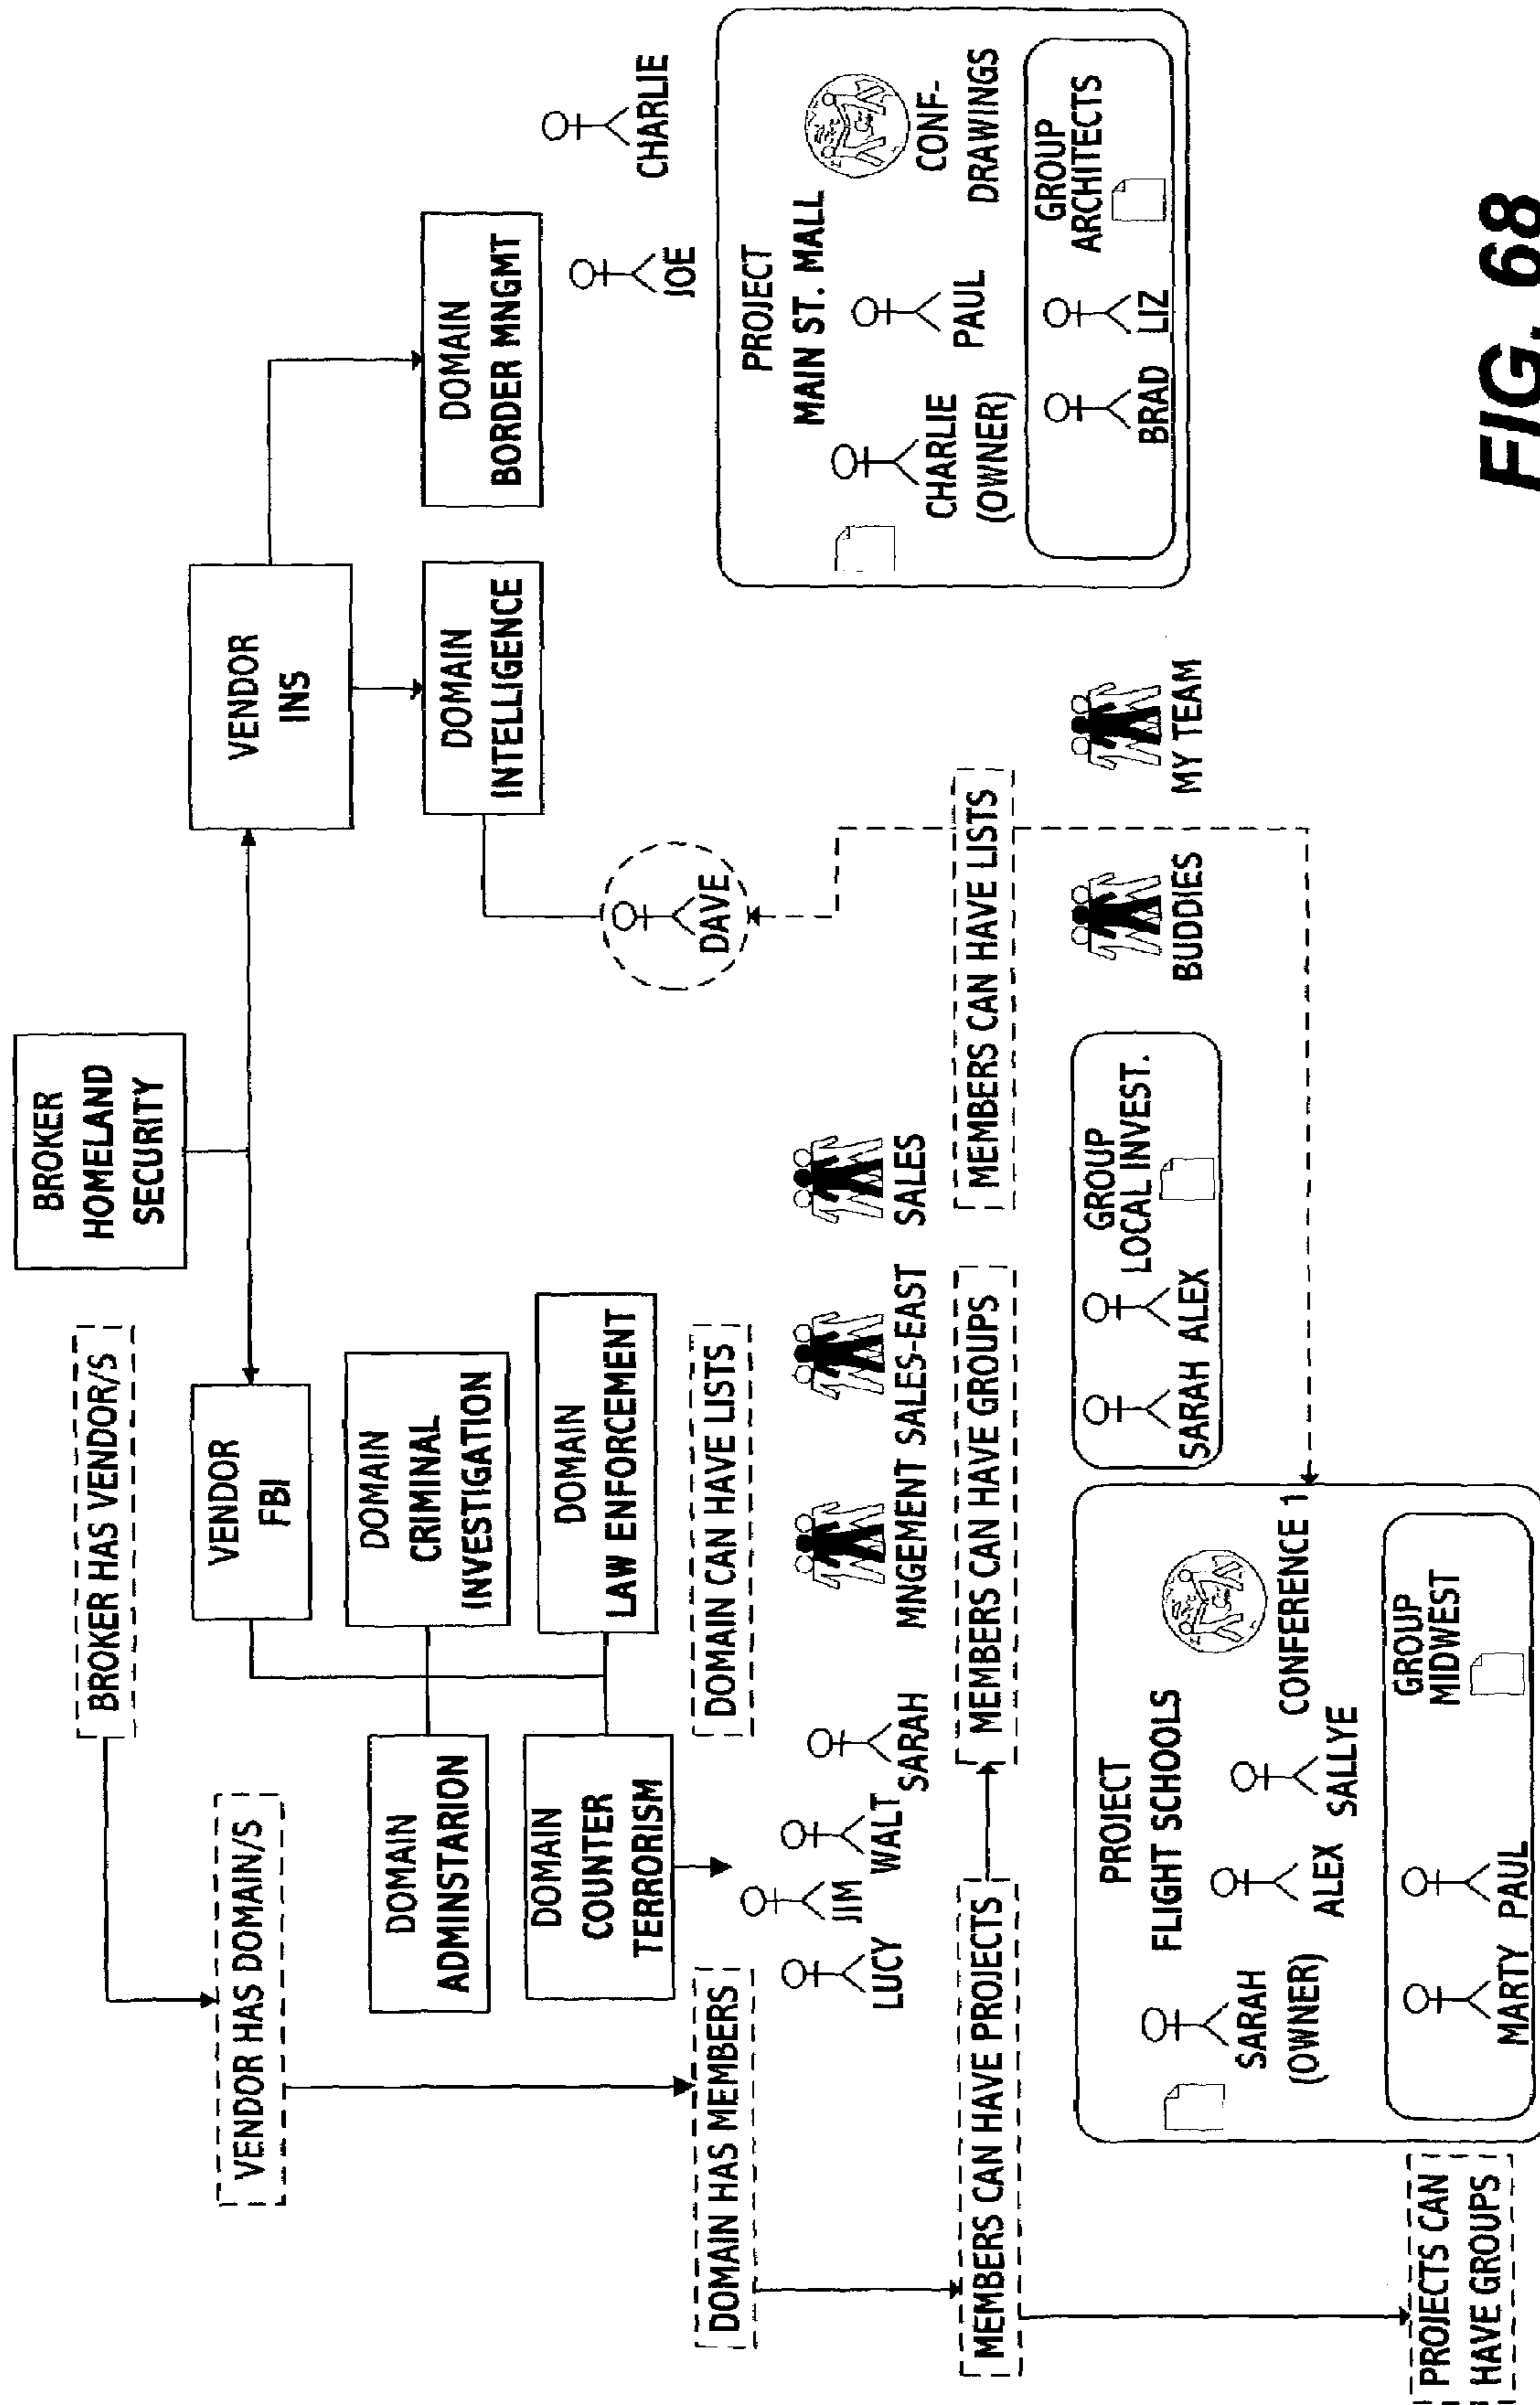 BROKER
HOMELAND
SECURITY
BROKER HAS VENDOR/S
VENDOR HAS DOMAIN/S
VENDOR
FBI
VENDOR
INS
DOMAIN
ADMINSTARION
DOMAIN
CRIMINAL
INVESTIGATION
DOMAIN
INTELLIGENCE
DOMAIN
BORDER MNGMT
DOMAIN
COUNTER
TERRORISM
DOMAIN
LAW ENFORCEMENT
DOMAIN HAS MEMBERS
DOMAIN CAN HAVE LISTS
LUCY
JIM
WALT
SARAH
MNGEMENT SALES-EAST
SALES
DAVE
JOE
CHARLIE
MEMBERS CAN HAVE PROJECTS
MEMBERS CAN HAVE GROUPS
MEMBERS CAN HAVE LISTS
PROJECT
MAIN ST. MALL
CHARLIE
(OWNER)
PAUL
CONF-
DRAWINGS
GROUP
ARCHITECTS
BRAD
LIZ
PROJECT
FLIGHT SCHOOLS
SARAH
(OWNER)
ALEX
SALLYE
CONFERENCE 1
GROUP
MIDWEST
MARTY PAUL
GROUP
LOCAL INVEST.
SARAH ALEX
BUDDIES
MY TEAM
PROJECTS CAN
HAVE GROUPS
FIG. 68